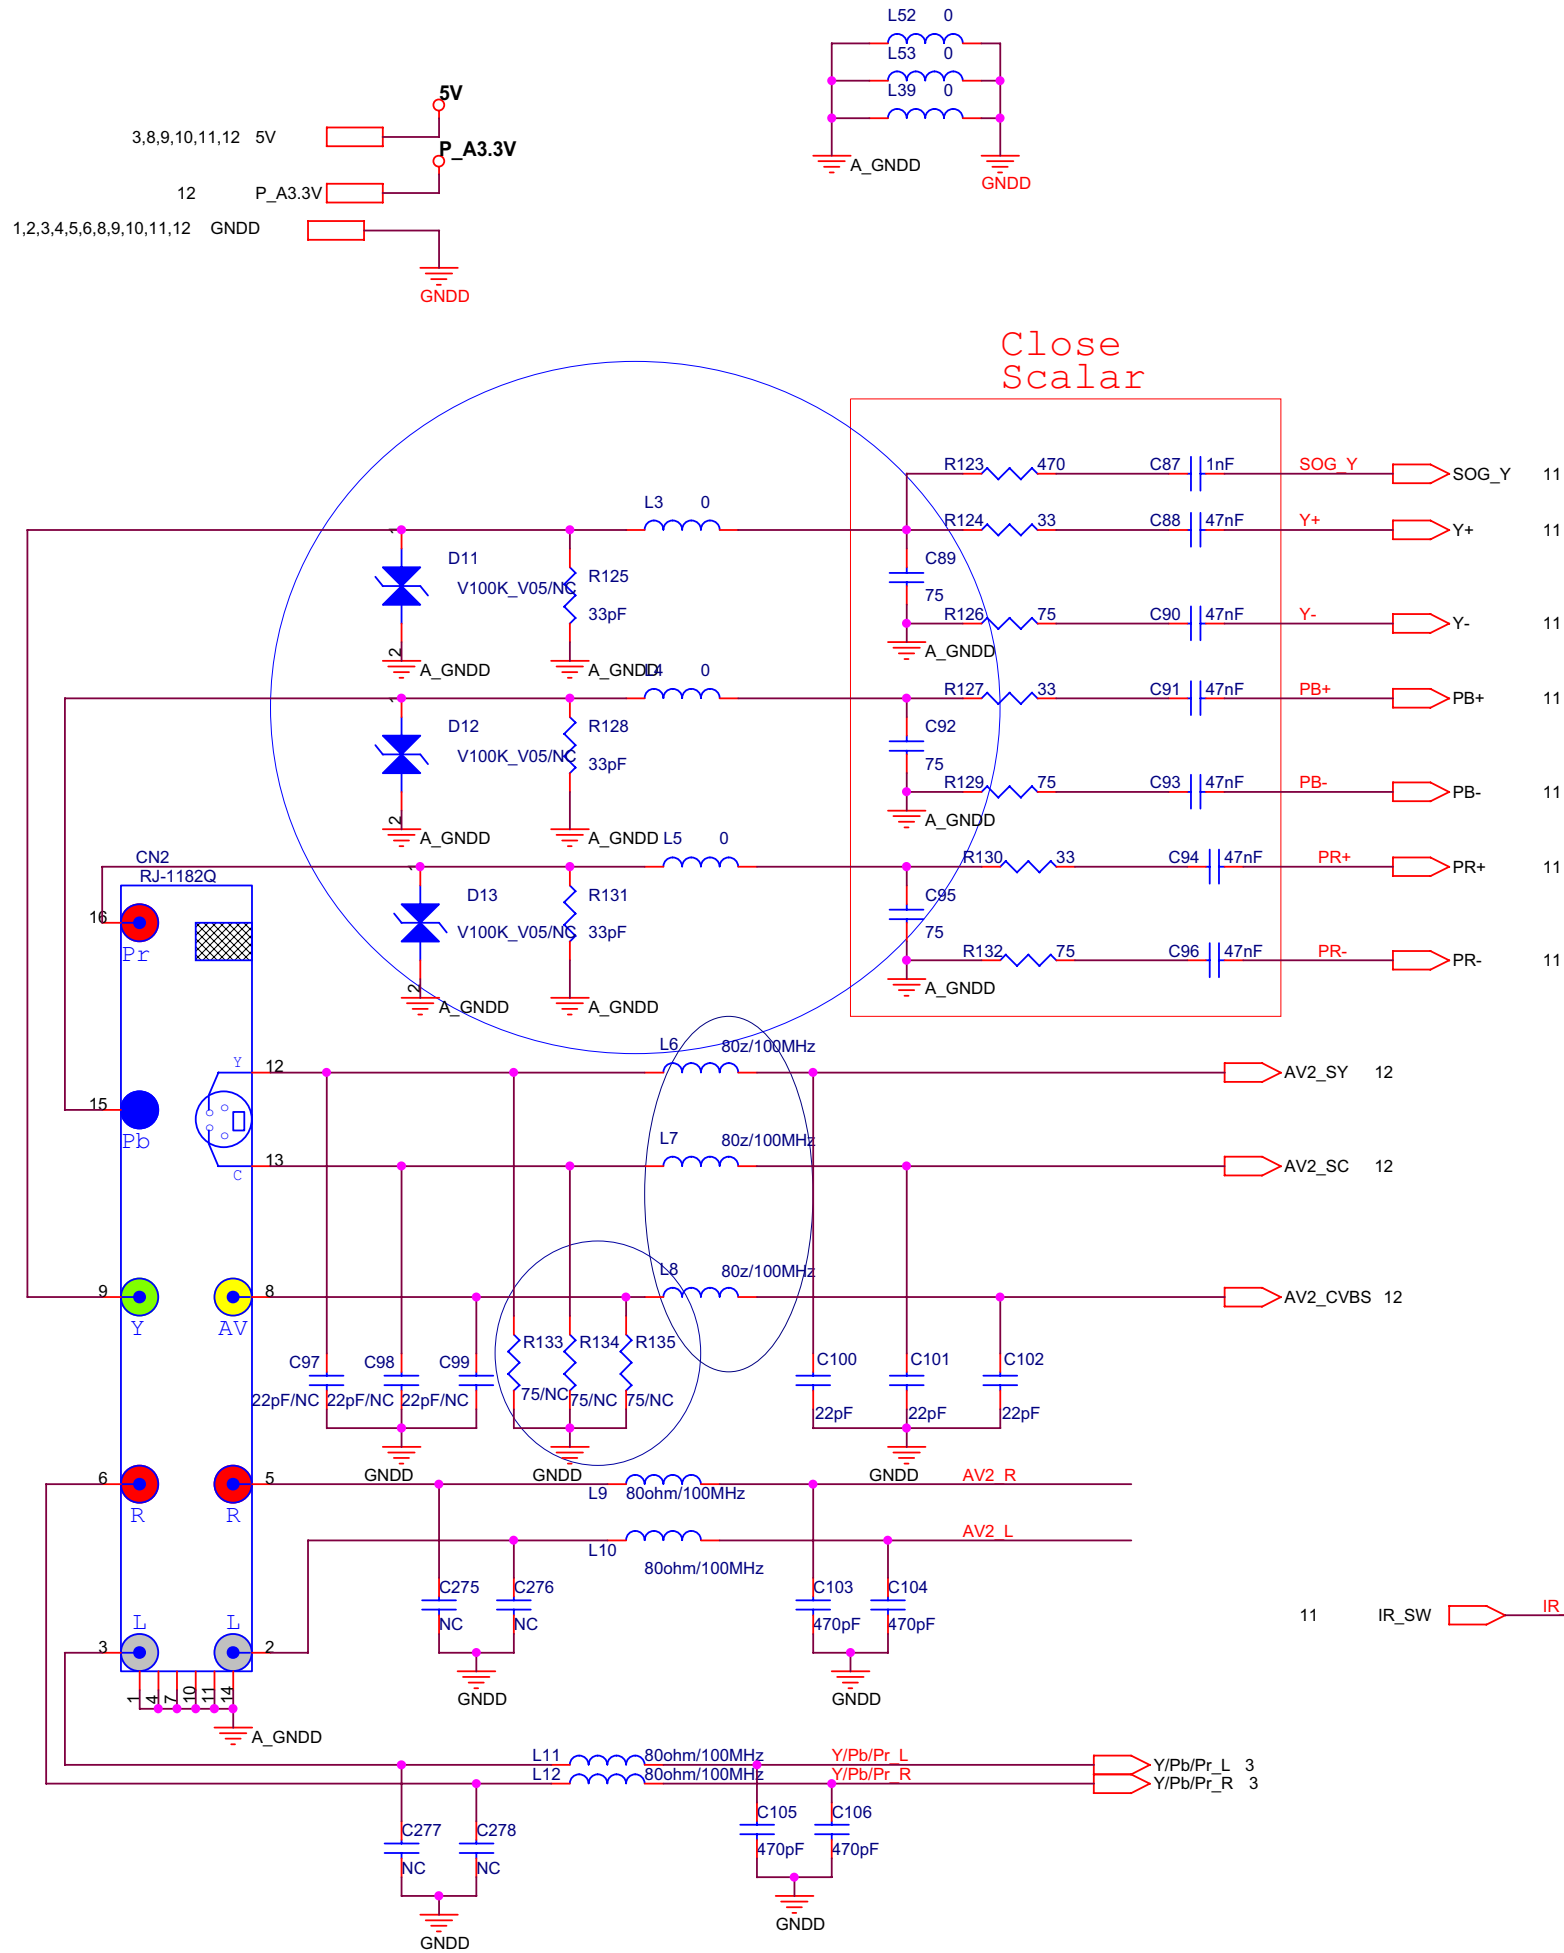 L52 0
L53 0
L39 0
A_GNDD
GNDD
5V
3,8,9,10,11,12 5V
P_A3.3V
12 P_A3.3V
1,2,3,4,5,6,8,9,10,11,12 GNDD
GNDD
Close
Scalar
R123 470 C87 1nF SOG_Y SOG_Y 11
L3 0
R124 33 C88 47nF Y+ Y+ 11
1
D11
V100K_V05/NC
R125
33pF
C89
75
R126 75 C90 47nF Y- Y- 11
2
A_GNDD
A_GNDD
A_GNDD
L4 0
R127 33 C91 47nF PB+ PB+ 11
1
D12
V100K_V05/NC
R128
33pF
C92
75
R129 75 C93 47nF PB- PB- 11
2
A_GNDD
A_GNDD
A_GNDD
L5 0
R130 33 C94 47nF PR+ PR+ 11
1
CN2
RJ-1182Q
D13
V100K_V05/NC
R131
33pF
C95
75
R132 75 C96 47nF PR- PR- 11
2
A_GNDD
A_GNDD
A_GNDD
16
Pr
L6 80z/100MHz
Y
12
AV2_SY 12
15
Pb
L7 80z/100MHz
13
C
AV2_SC 12
L8 80z/100MHz
9
Y
8
AV
AV2_CVBS 12
C97 C98 C99 R133 R134 R135 C100 C101 C102
22pF/NC 22pF/NC 22pF/NC 75/NC 75/NC 75/NC 22pF 22pF 22pF
GNDD GNDD GNDD
6
R
5
R
L9 80ohm/100MHz
AV2_R
L10
80ohm/100MHz
AV2_L
C275 C276 C103 C104
NC NC 470pF 470pF
GNDD GNDD
11 IR_SW IR
L L
3 2
1 4 7 10 11 14
A_GNDD
L11 80ohm/100MHz Y/Pb/Pr_L Y/Pb/Pr_L 3
L12 80ohm/100MHz Y/Pb/Pr_R Y/Pb/Pr_R 3
C277 C278 C105 C106
NC NC 470pF 470pF
GNDD GNDD